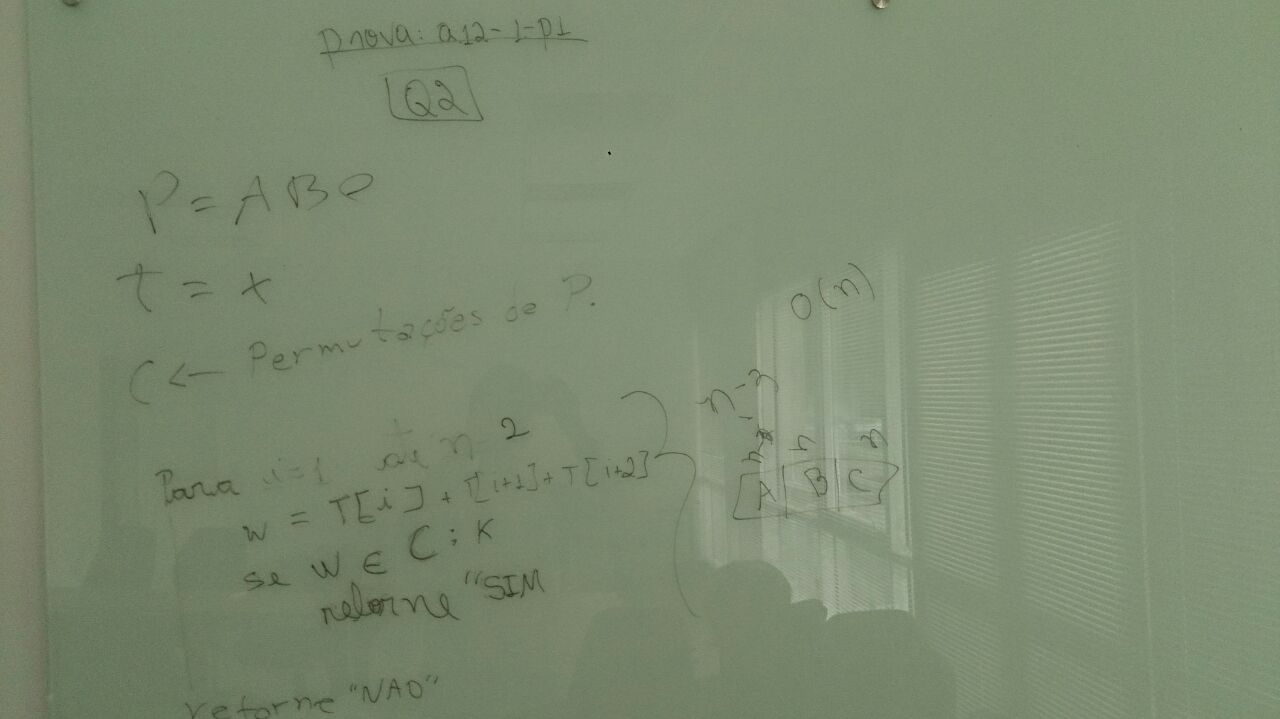 prova: a12-1-p1
Q2
P = ABC
t = x
C ← Permutações de P.
Para i=1 até n-2
w = T[i] + T[i+1] + T[i+2]
se w ∈ C : K
retorne "SIM
retorne "NAO"
O(n)
n-2
n n
A B C